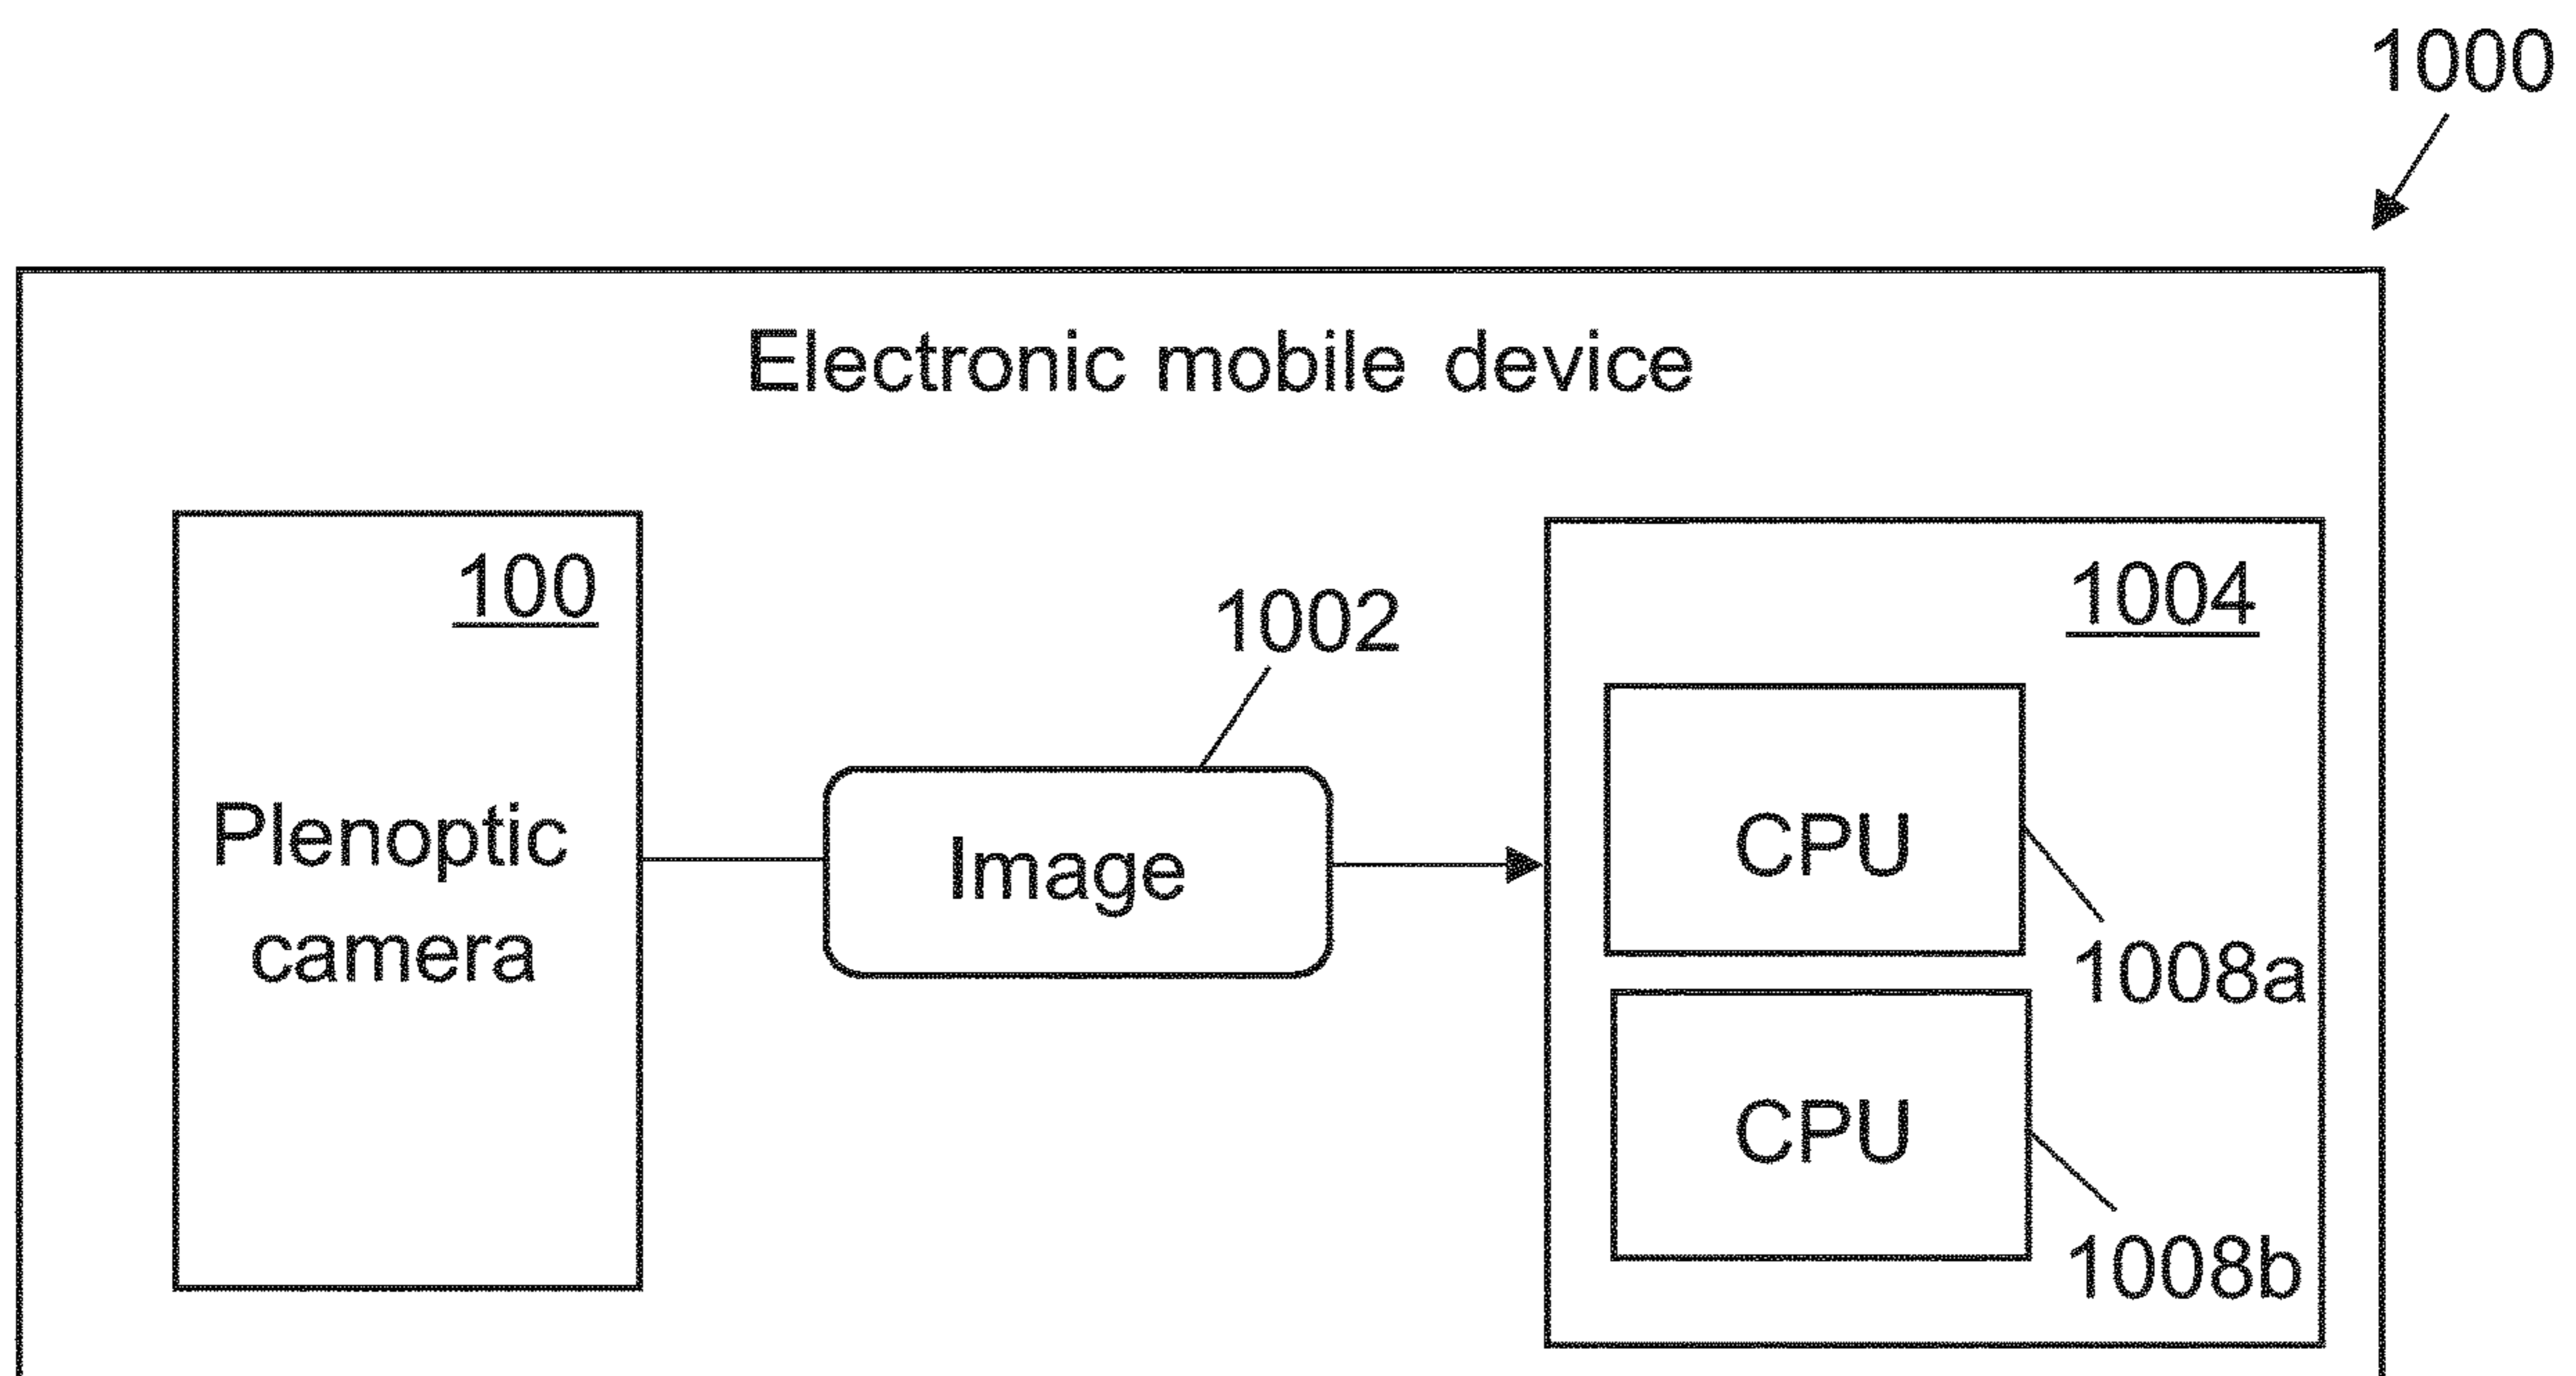 1000
Electronic mobile device
100
Plenoptic
camera
1002
Image
1004
CPU
1008a
CPU
1008b